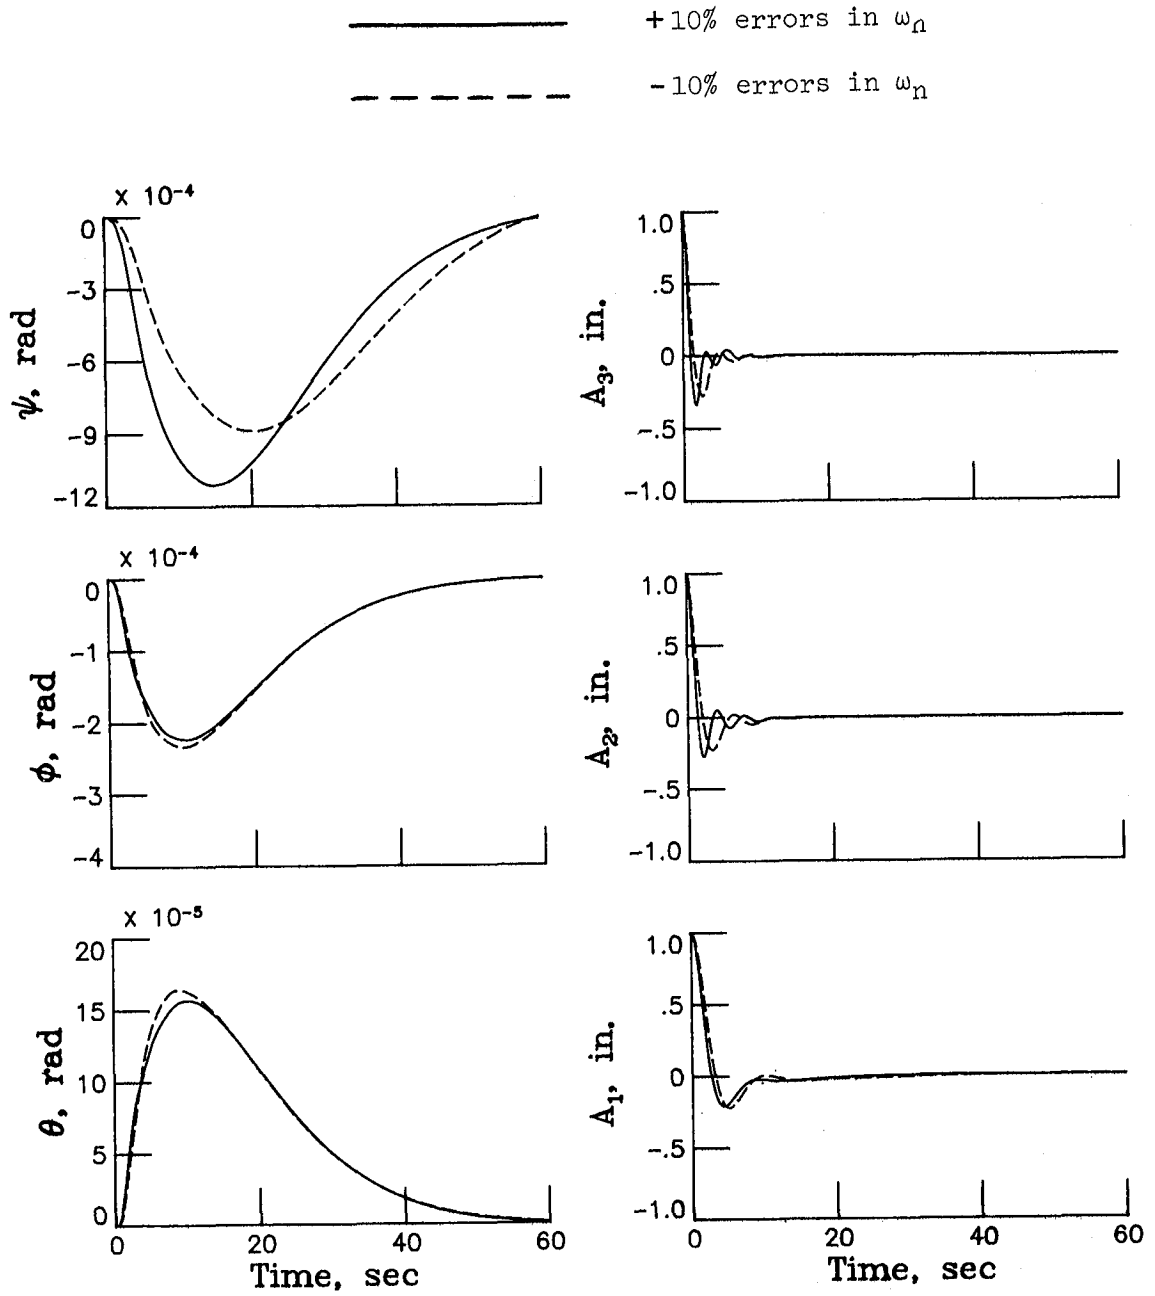 +10% errors in ωn
-10% errors in ωn
x 10-4
0
-3
-6
-9
-12
ψ, rad
1.0
.5
0
-.5
-1.0
A3, in.
x 10-4
0
-1
-2
-3
-4
ϕ, rad
1.0
.5
0
-.5
-1.0
A2, in.
x 10-5
20
15
10
5
0
θ, rad
0 20 40 60
Time, sec
1.0
.5
0
-.5
-1.0
A1, in.
0 20 40 60
Time, sec